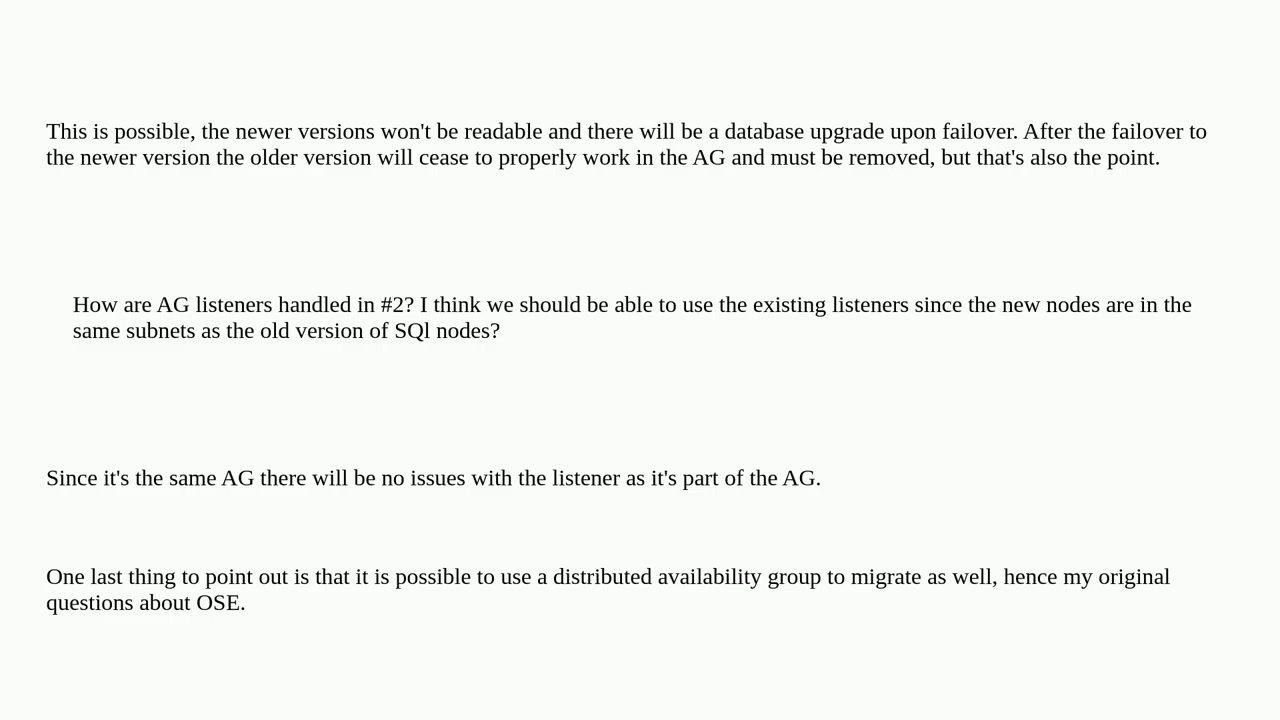 This is possible, the newer versions won't be readable and there will be a database upgrade upon failover. After the failover to
the newer version the older version will cease to properly work in the AG and must be removed, but that's also the point.
How are AG listeners handled in #2? I think we should be able to use the existing listeners since the new nodes are in the
same subnets as the old version of SQl nodes?
Since it's the same AG there will be no issues with the listener as it's part of the AG.
One last thing to point out is that it is possible to use a distributed availability group to migrate as well, hence my original
questions about OSE.